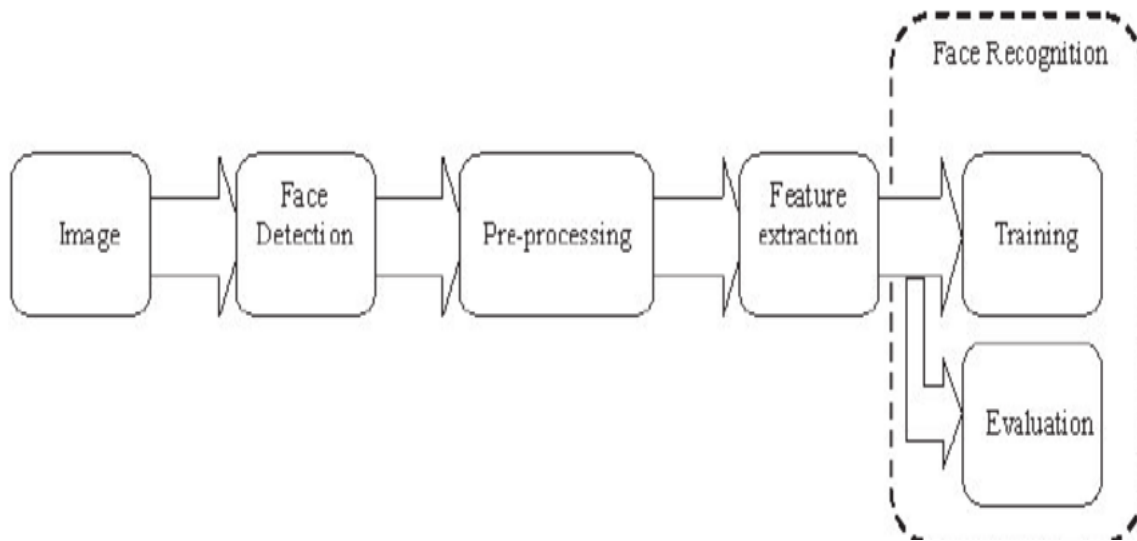 Face Recognition
Image
Face
Detection
Pre-processing
Feature
extraction
Training
Evaluation